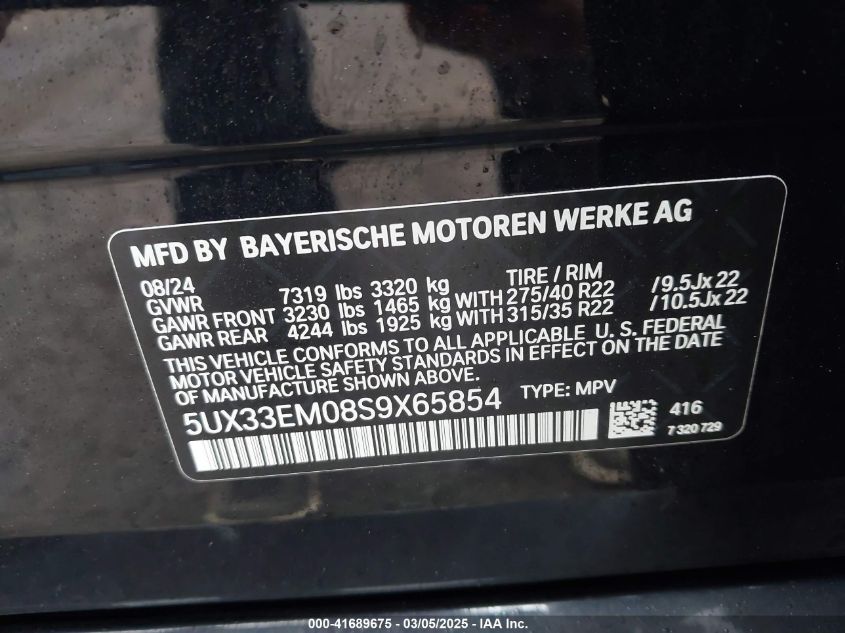 MFD BY BAYERISCHE MOTOREN WERKE AG
08/24 TIRE / RIM
GVWR 7319 lbs 3320 kg
GAWR FRONT 3230 lbs 1465 kg WITH 275/40 R22 /9.5Jx22
GAWR REAR 4244 lbs 1925 kg WITH 315/35 R22 /10.5Jx22
THIS VEHICLE CONFORMS TO ALL APPLICABLE U. S. FEDERAL
MOTOR VEHICLE SAFETY STANDARDS IN EFFECT ON THE DATE
OF MANUFACTURE SHOWN ABOVE.
5UX33EM08S9X65854 TYPE: MPV
416
7 320 729
000-41689675 - 03/05/2025 - IAA Inc.